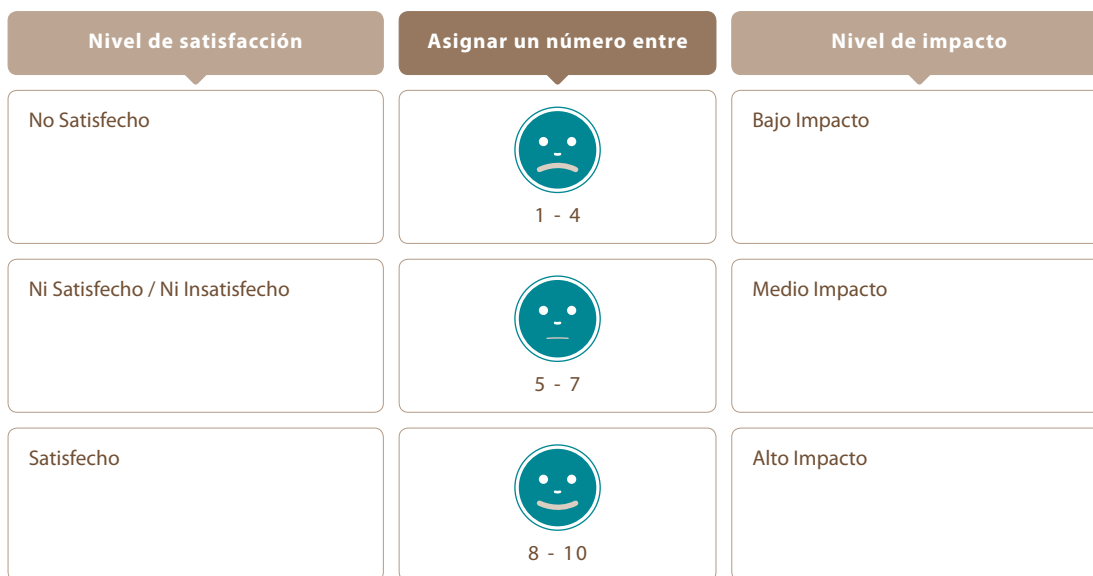 Nivel de satisfacción
Asignar un número entre
Nivel de impacto
No Satisfecho
1 - 4
Bajo Impacto
Ni Satisfecho / Ni Insatisfecho
5 - 7
Medio Impacto
Satisfecho
8 - 10
Alto Impacto